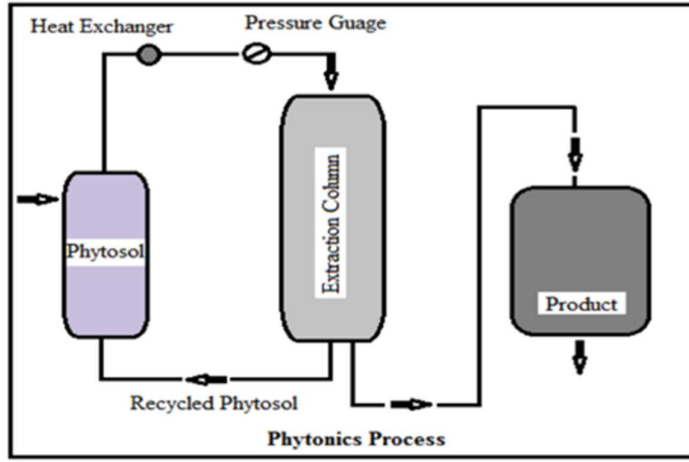 Heat Exchanger
Pressure Guage
Phytosol
Extraction Column
Product
Recycled Phytosol
Phytonics Process